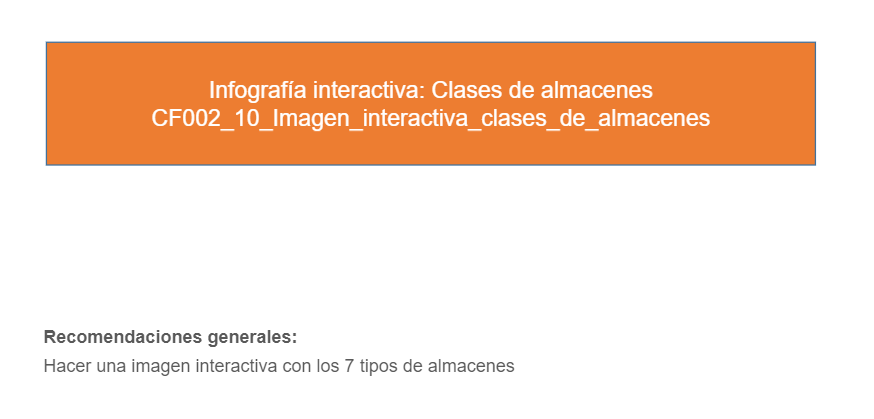 Infografía interactiva: Clases de almacenes
CF002_10_Imagen_interactiva_clases_de_almacenes
Recomendaciones generales:
Hacer una imagen interactiva con los 7 tipos de almacenes